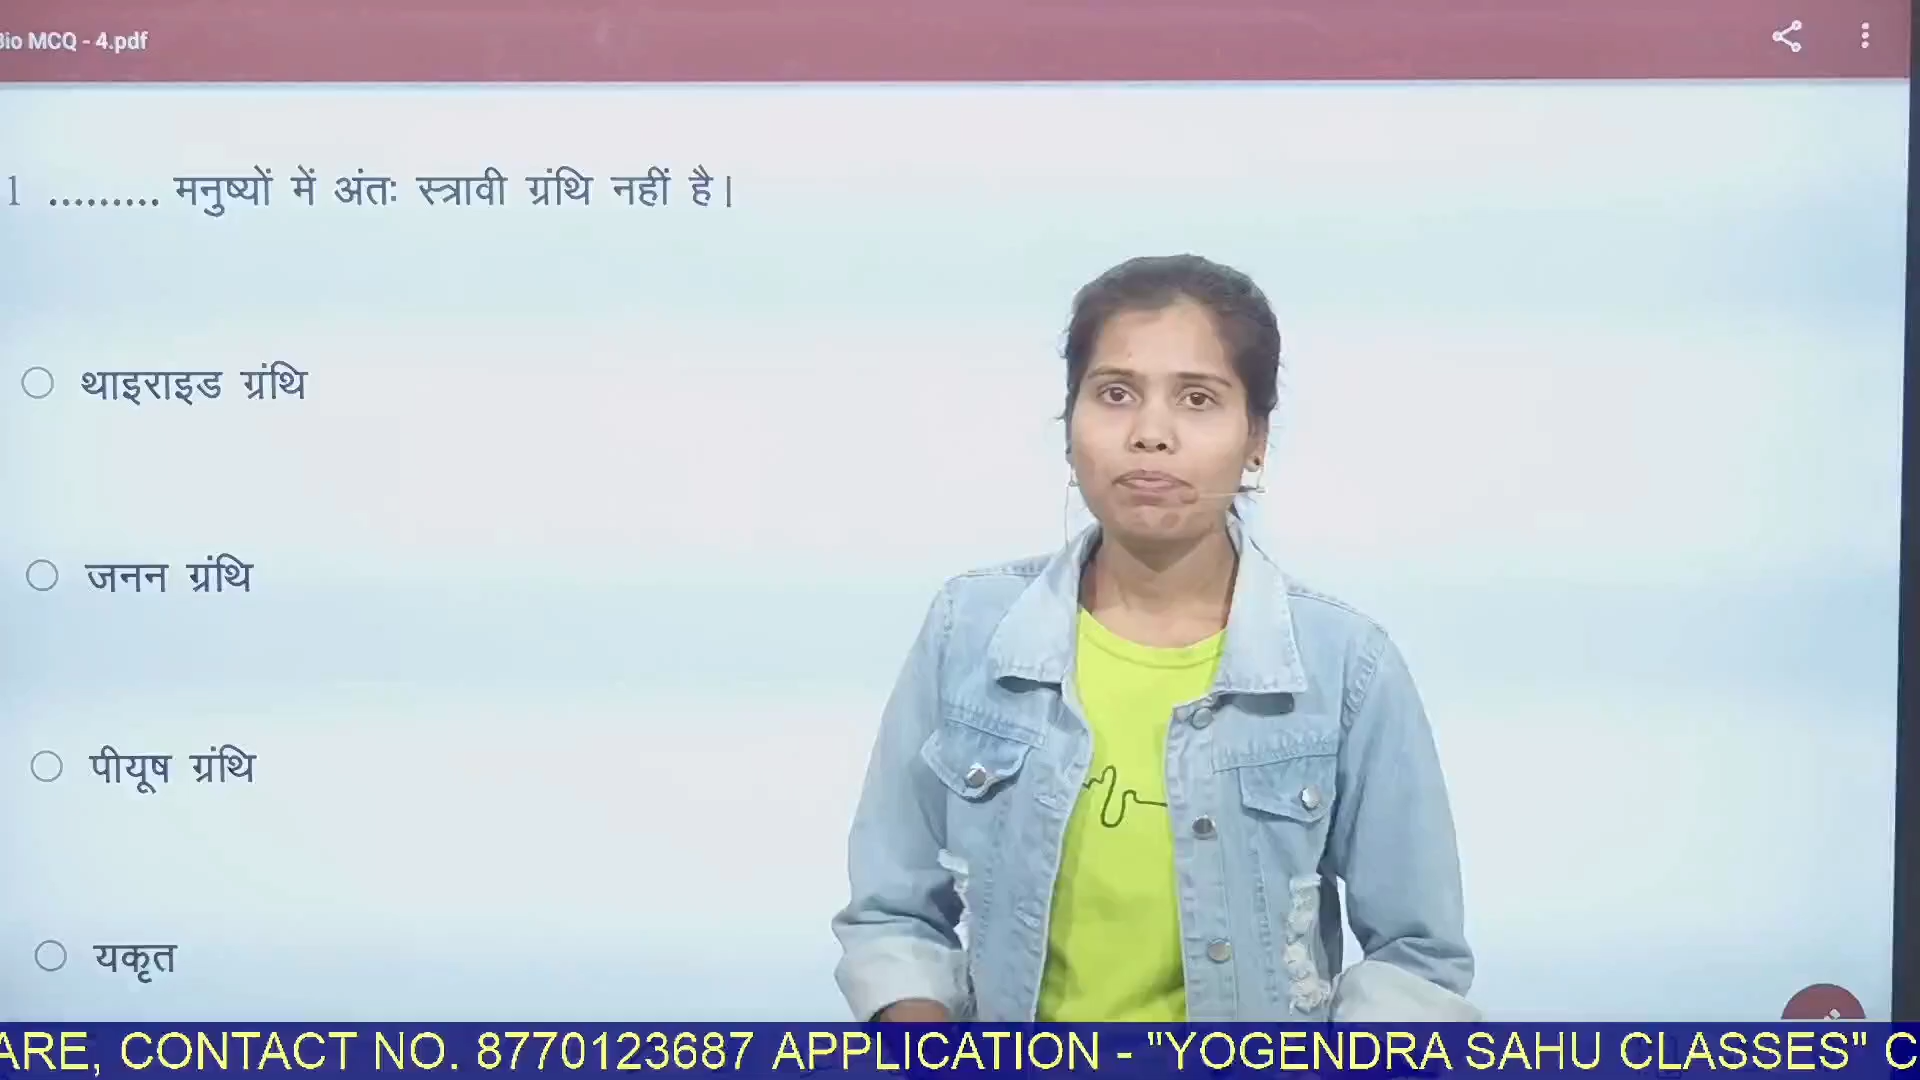 Bio MCQ - 4.pdf
1 ......... मनुष्यों में अंतः स्त्रावी ग्रंथि नहीं है।
थाइराइड ग्रंथि
जनन ग्रंथि
पीयूष ग्रंथि
यकृत
ARE, CONTACT NO. 8770123687 APPLICATION - "YOGENDRA SAHU CLASSES" C